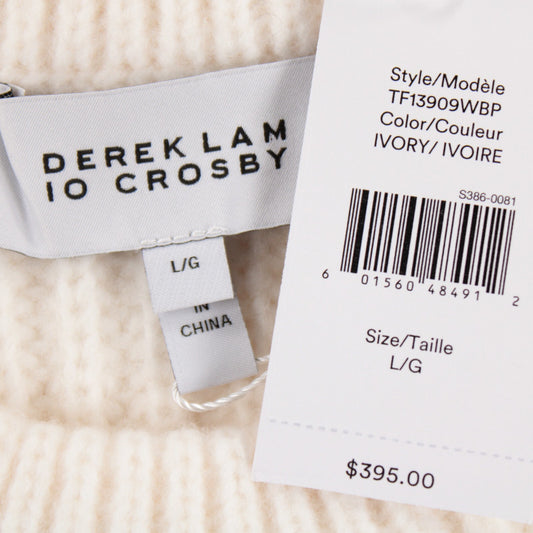 DEREK LAM
10 CROSBY
L/G
IN
CHINA
Style/Modèle
TF13909WBP
Color/Couleur
IVORY/ IVOIRE
S386-0081
6 01560 48491 2
Size/Taille
L/G
$395.00